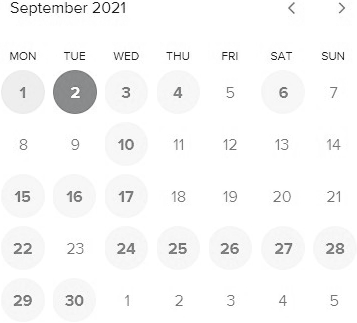 September 2021
MON TUE WED THU FRI SAT SUN
1 2 3 4 5 6 7
8 9 10 11 12 13 14
15 16 17 18 19 20 21
22 23 24 25 26 27 28
29 30 1 2 3 4 5